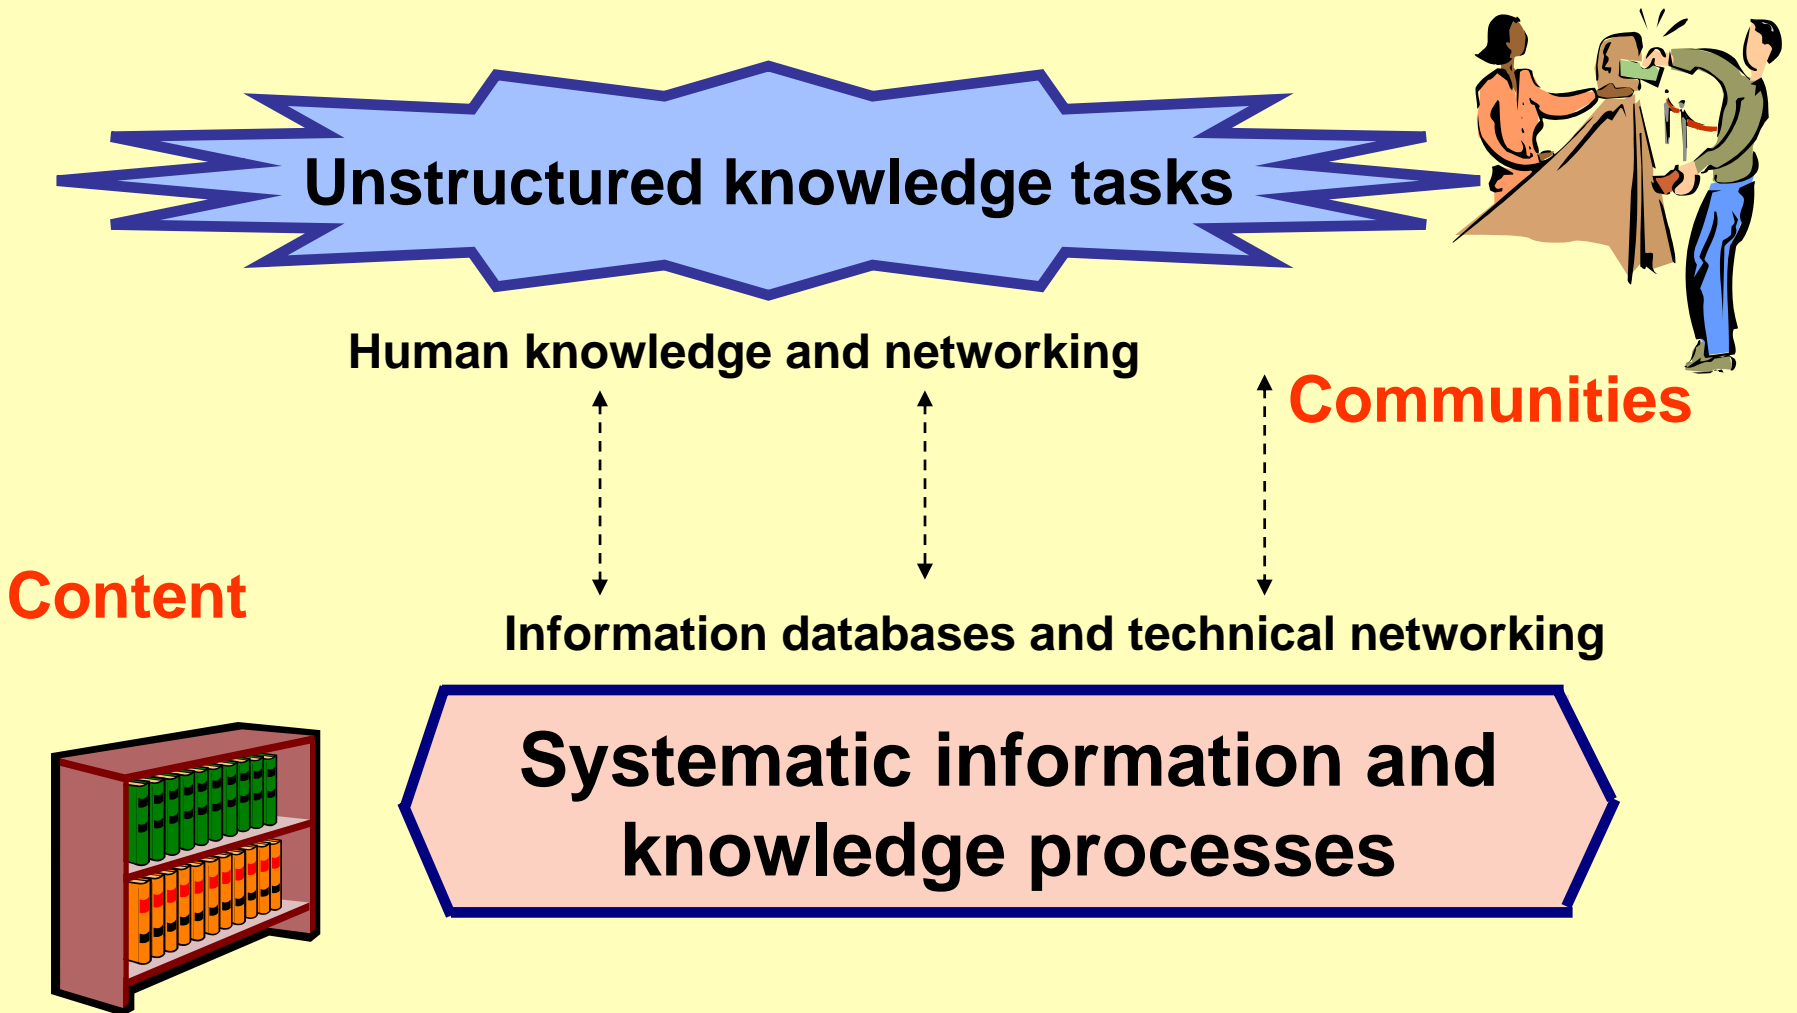 Unstructured knowledge tasks
Human knowledge and networking
Communities
Content
Information databases and technical networking
Systematic information and
knowledge processes